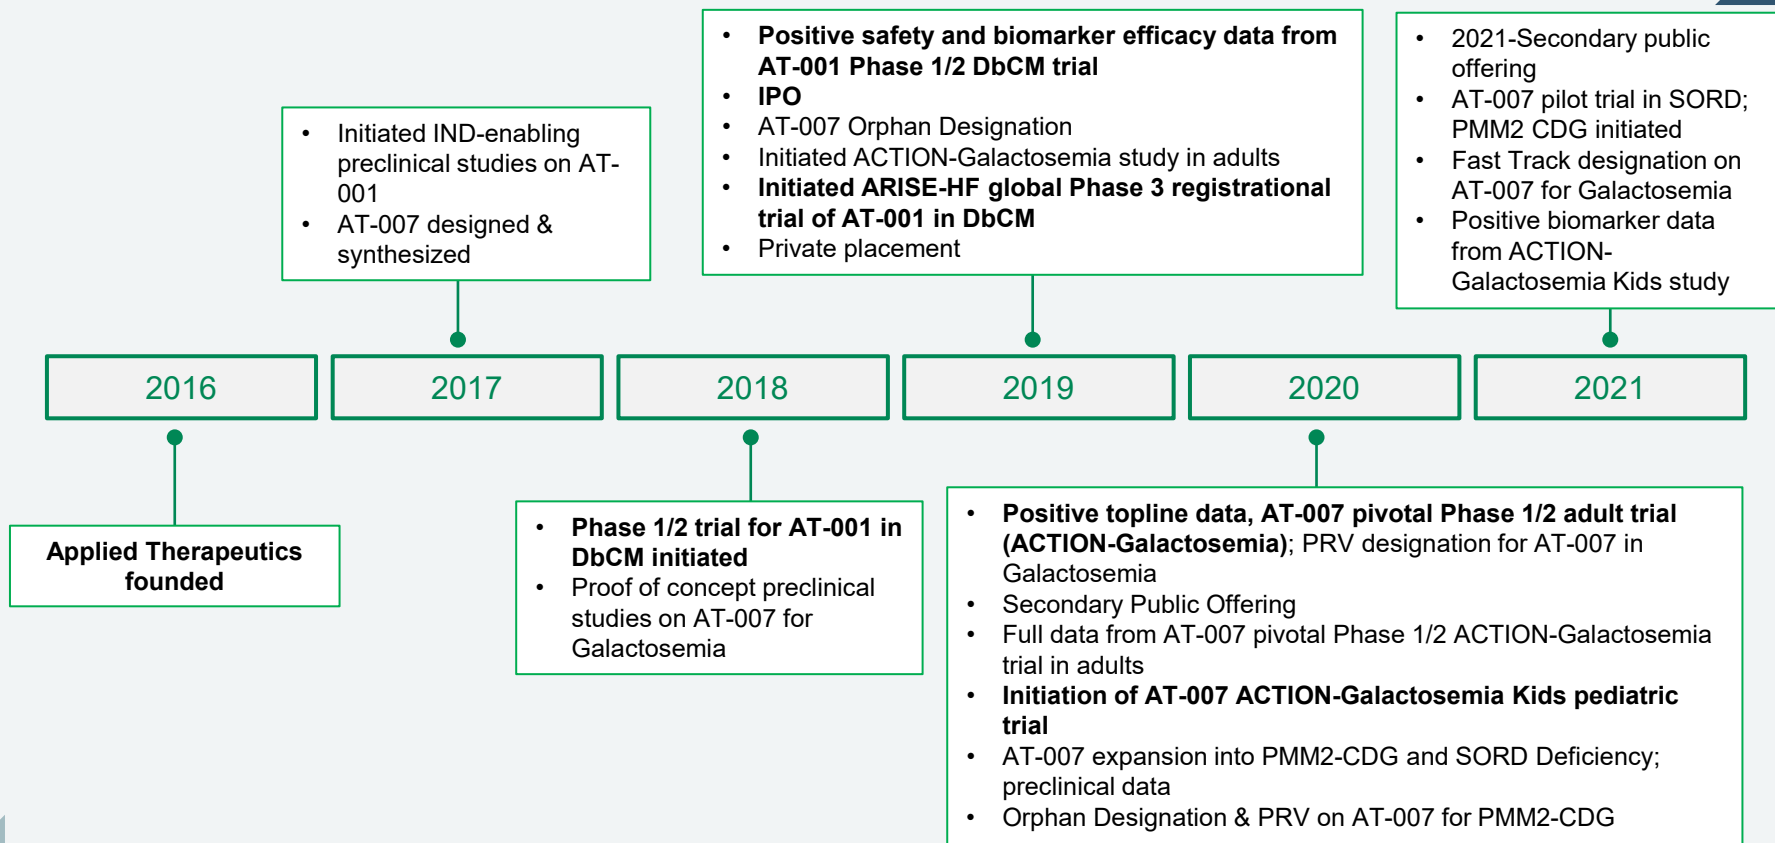 • Initiated IND-enabling
preclinical studies on AT-
001
• AT-007 designed &
synthesized
• Positive safety and biomarker efficacy data from
AT-001 Phase 1/2 DbCM trial
• IPO
• AT-007 Orphan Designation
• Initiated ACTION-Galactosemia study in adults
• Initiated ARISE-HF global Phase 3 registrational
trial of AT-001 in DbCM
• Private placement
• 2021-Secondary public
offering
• AT-007 pilot trial in SORD;
PMM2 CDG initiated
• Fast Track designation on
AT-007 for Galactosemia
• Positive biomarker data
from ACTION-
Galactosemia Kids study
2016
2017
2018
2019
2020
2021
Applied Therapeutics
founded
• Phase 1/2 trial for AT-001 in
DbCM initiated
• Proof of concept preclinical
studies on AT-007 for
Galactosemia
• Positive topline data, AT-007 pivotal Phase 1/2 adult trial
(ACTION-Galactosemia); PRV designation for AT-007 in
Galactosemia
• Secondary Public Offering
• Full data from AT-007 pivotal Phase 1/2 ACTION-Galactosemia
trial in adults
• Initiation of AT-007 ACTION-Galactosemia Kids pediatric
trial
• AT-007 expansion into PMM2-CDG and SORD Deficiency;
preclinical data
• Orphan Designation & PRV on AT-007 for PMM2-CDG